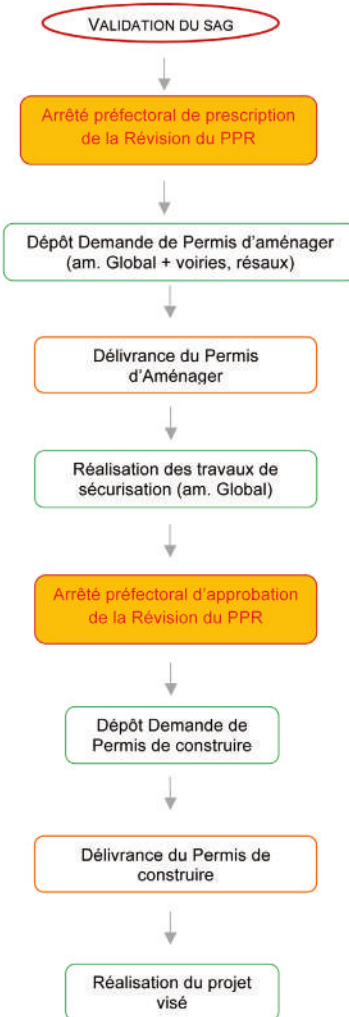 VALIDATION DU SAG
Arrêté préfectoral de prescription
de la Révision du PPR
Dépôt Demande de Permis d'aménager
(am. Global + voiries, résaux)
Délivrance du Permis
d'Aménager
Réalisation des travaux de
sécurisation (am. Global)
Arrêté préfectoral d'approbation
de la Révision du PPR
Dépôt Demande de
Permis de construire
Délivrance du Permis de
construire
Réalisation du projet
visé